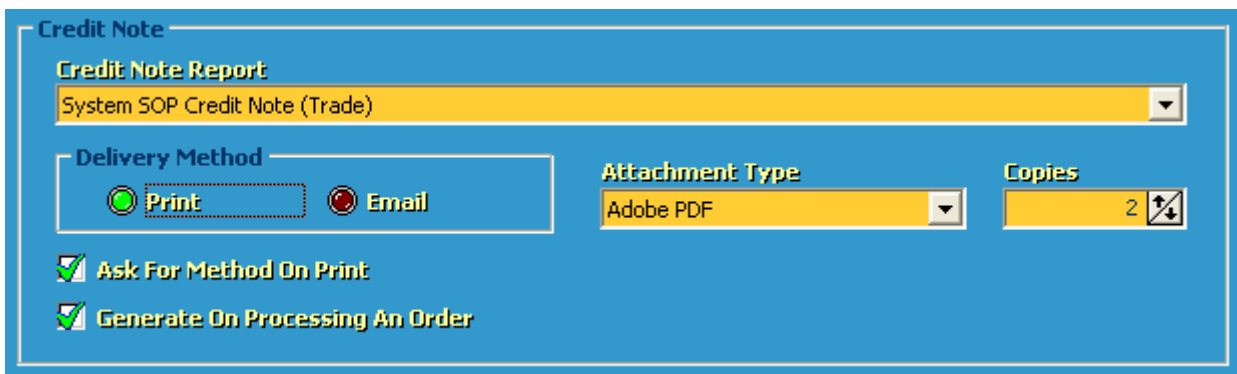 Credit Note
Credit Note Report
System SOP Credit Note (Trade)
Delivery Method
Print Email
Attachment Type
Adobe PDF
Copies
2
Ask For Method On Print
Generate On Processing An Order